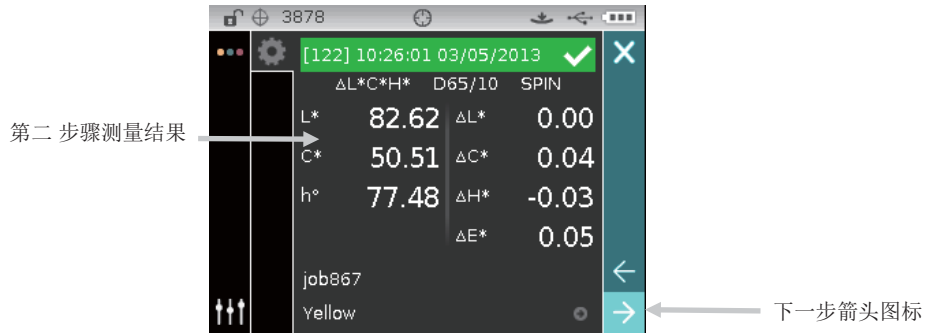 3878
[122] 10:26:01 03/05/2013
ΔL*C*H* D65/10 SPIN
L* 82.62 ΔL* 0.00
第二 步骤测量结果
C* 50.51 ΔC* 0.04
h° 77.48 ΔH* -0.03
ΔE* 0.05
job867
Yellow
下一步箭头图标